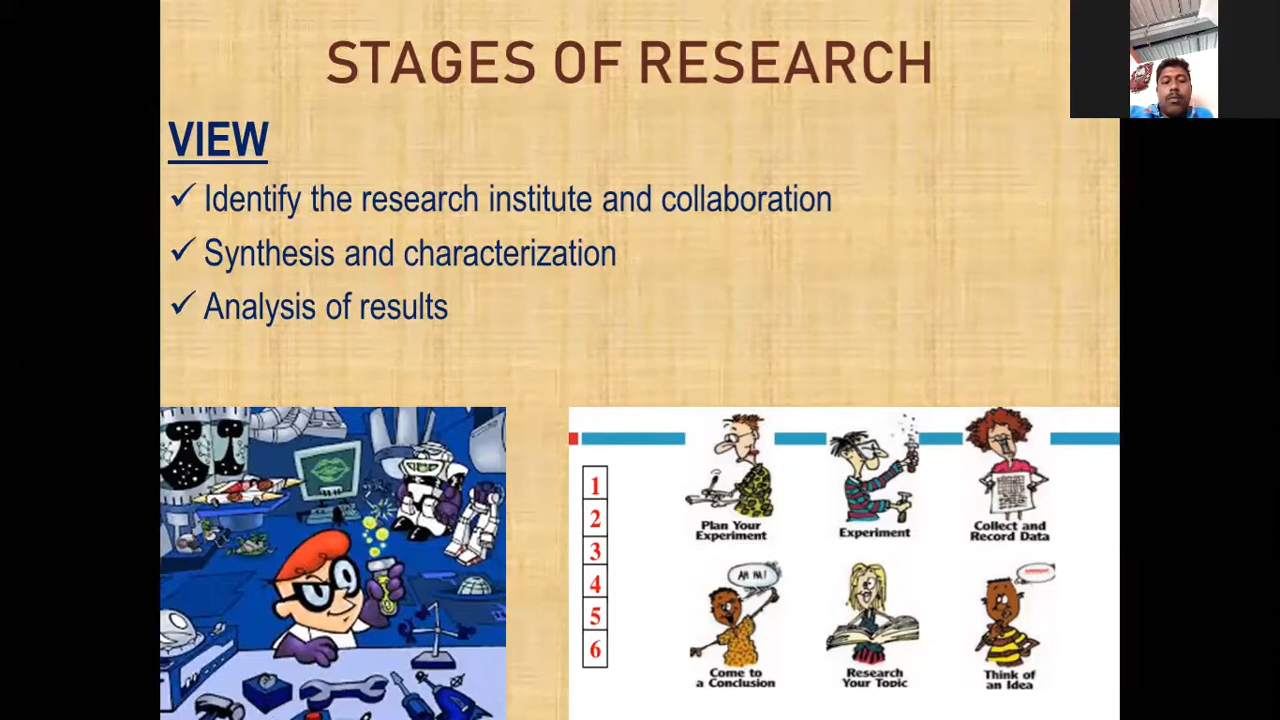 STAGES OF RESEARCH
VIEW
✓ Identify the research institute and collaboration
✓ Synthesis and characterization
✓ Analysis of results
1
2
3
4
5
6
Plan Your
Experiment
Experiment
Collect and
Record Data
AH HA!
Come to
a Conclusion
Research
Your Topic
Think of
an Idea